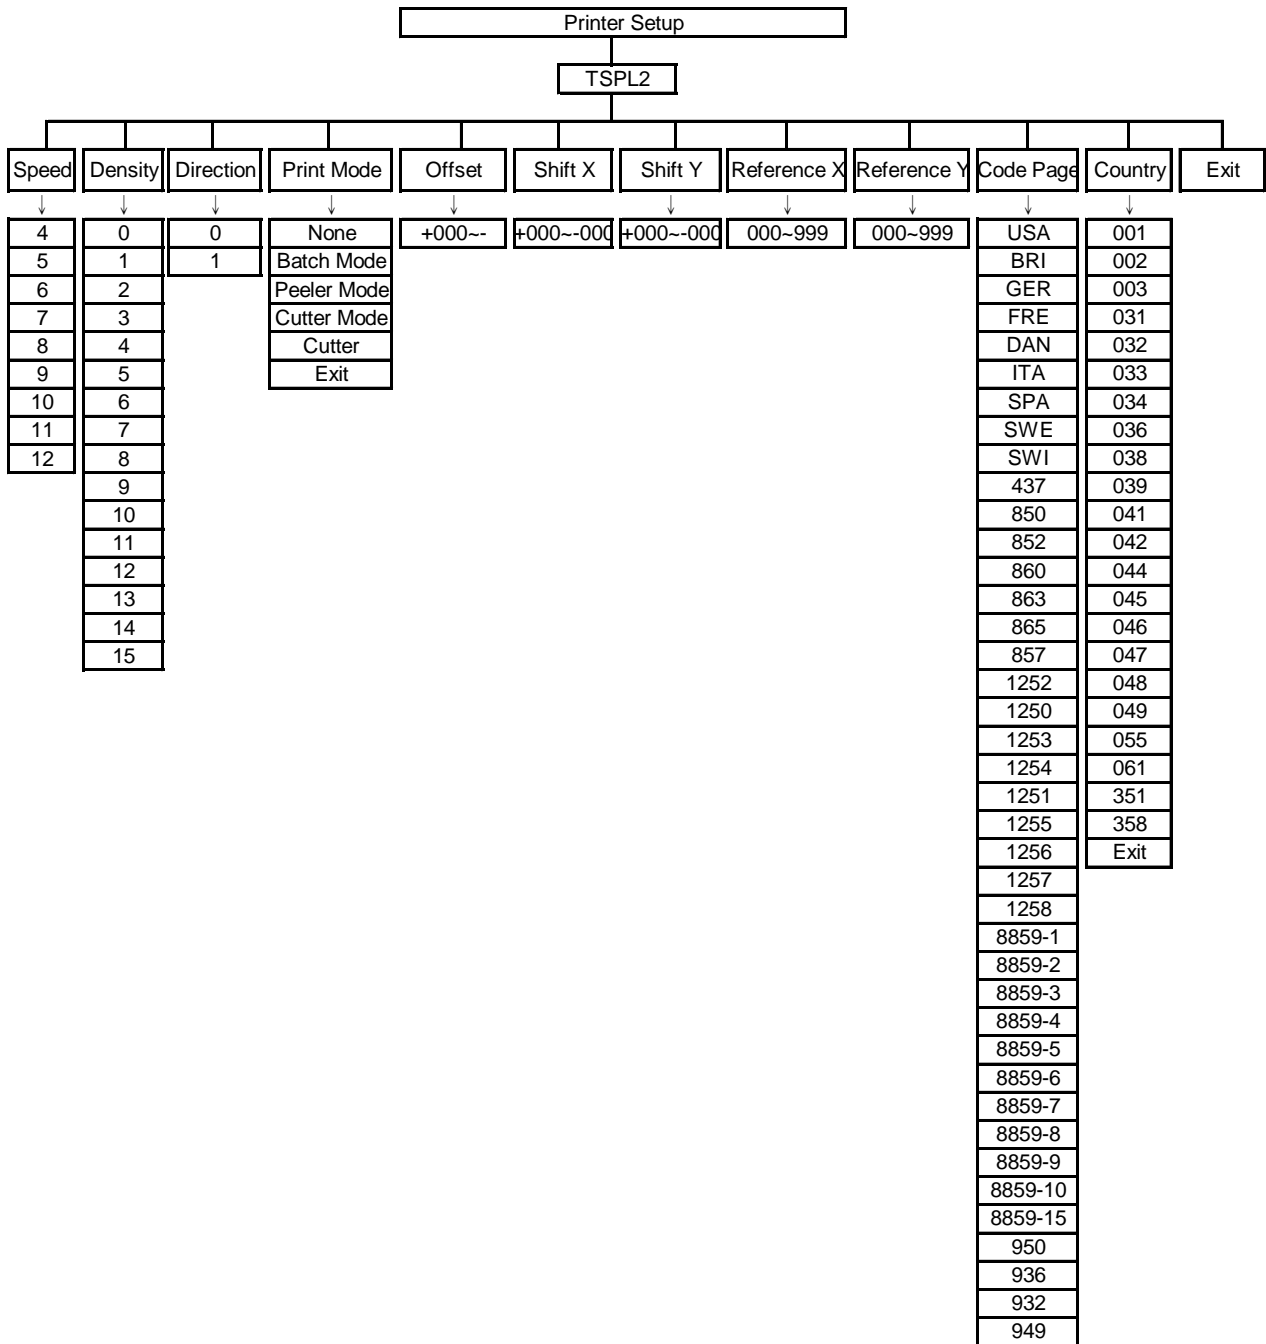 Printer Setup
TSPL2
Speed Density Direction Print Mode Offset Shift X Shift Y Reference X Reference Y Code Page Country Exit
4 0 0 None +000~- +000~-000 +000~-000 000~999 000~999 USA 001
5 1 1 Batch Mode BRI 002
6 2 Peeler Mode GER 003
7 3 Cutter Mode FRE 031
8 4 Cutter DAN 032
9 5 Exit ITA 033
10 6 SPA 034
11 7 SWE 036
12 8 SWI 038
9 437 039
10 850 041
11 852 042
12 860 044
13 863 045
14 865 046
15 857 047
1252 048
1250 049
1253 055
1254 061
1251 351
1255 358
1256 Exit
1257
1258
8859-1
8859-2
8859-3
8859-4
8859-5
8859-6
8859-7
8859-8
8859-9
8859-10
8859-15
950
936
932
949